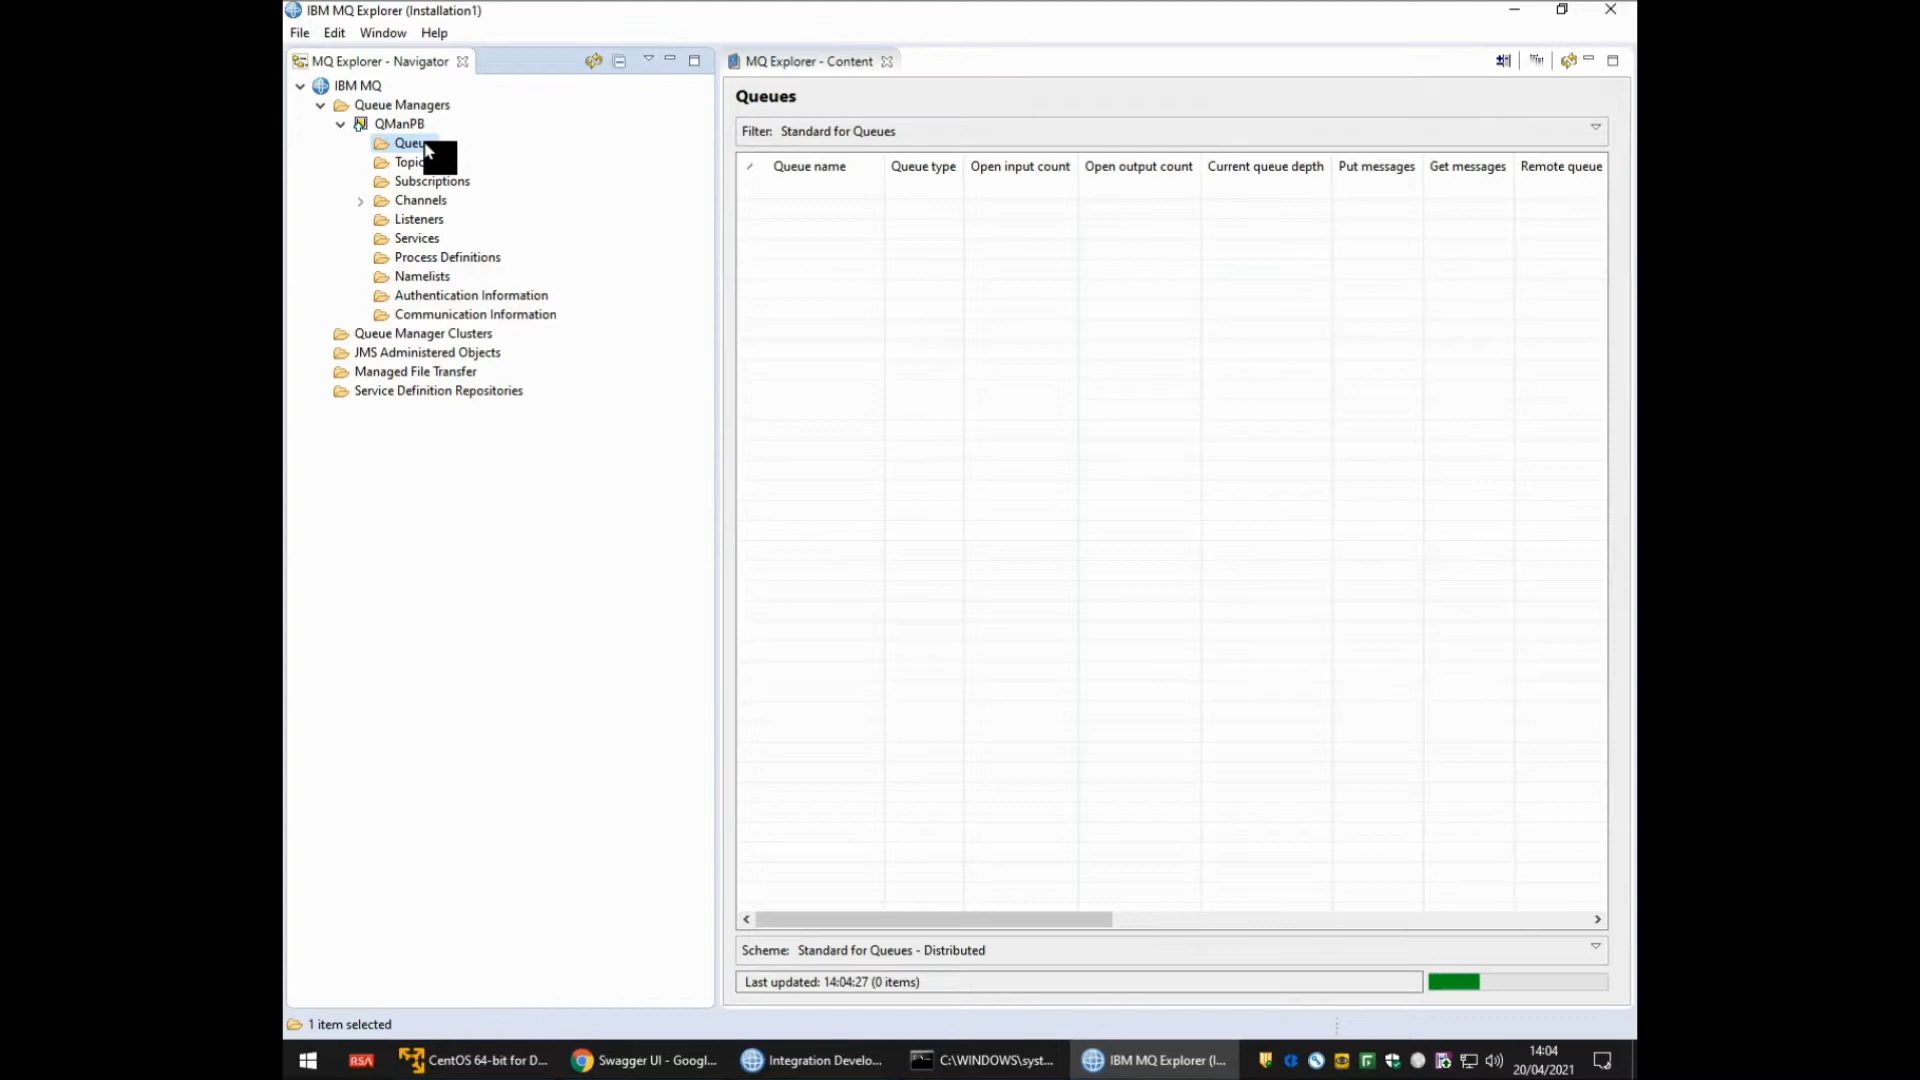 IBM MQ Explorer (Installation1)
File Edit Window Help
MQ Explorer - Navigator
MQ Explorer - Content
IBM MQ
Queue Managers
QManPB
Subscriptions
Channels
Listeners
Services
Process Definitions
Namelists
Authentication Information
Communication Information
Queue Manager Clusters
JMS Administered Objects
Managed File Transfer
Service Definition Repositories
Queues
Filter: Standard for Queues
Queue name Queue type Open input count Open output count Current queue depth Put messages Get messages Remote queue
Scheme: Standard for Queues - Distributed
Last updated: 14:04:27 (0 items)
1 item selected
RSA CentOS 64-bit for D... Swagger UI - Googl... Integration Develo... C:\WINDOWS\syst... IBM MQ Explorer (I...
14:04
20/04/2021